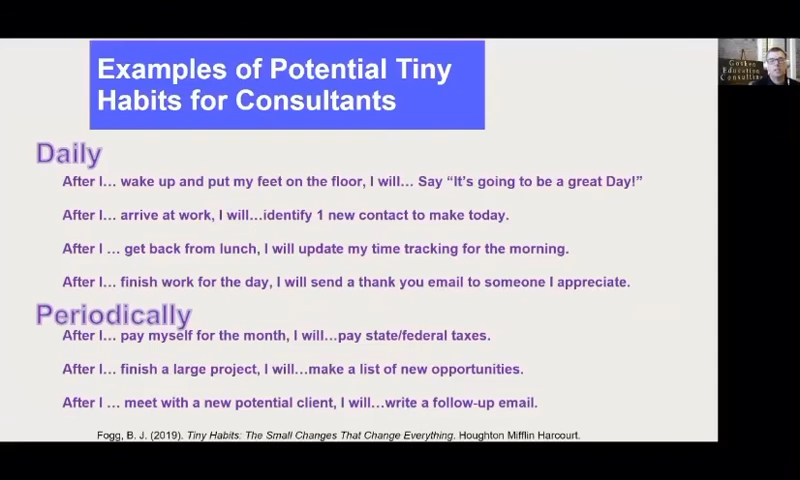 Examples of Potential Tiny
Habits for Consultants
Daily
After I… wake up and put my feet on the floor, I will… Say “It’s going to be a great Day!”
After I… arrive at work, I will…identify 1 new contact to make today.
After I … get back from lunch, I will update my time tracking for the morning.
After I… finish work for the day, I will send a thank you email to someone I appreciate.
Periodically
After I… pay myself for the month, I will…pay state/federal taxes.
After I… finish a large project, I will…make a list of new opportunities.
After I … meet with a new potential client, I will…write a follow-up email.
Fogg, B. J. (2019). Tiny Habits: The Small Changes That Change Everything. Houghton Mifflin Harcourt.
Education